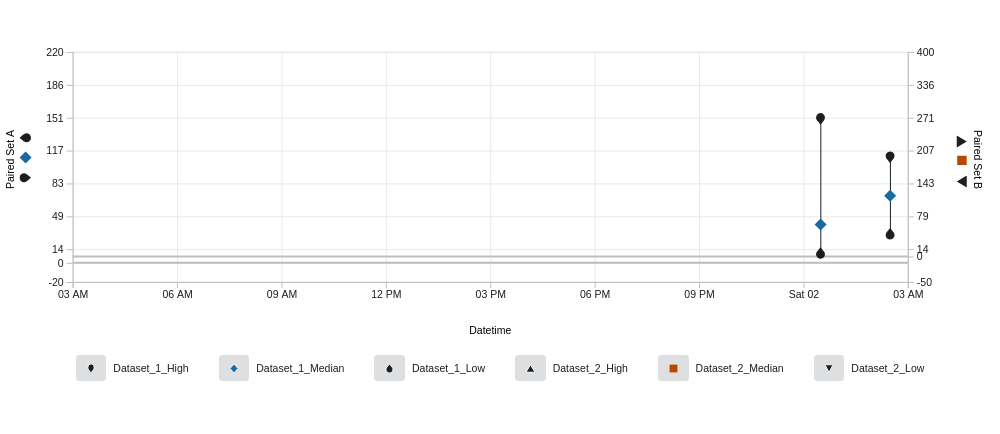 220 400
186 336
151 271
117 207
83 143
49 79
14 14
0 0
-20 -50
Paired Set A
Paired Set B
03 AM 06 AM 09 AM 12 PM 03 PM 06 PM 09 PM Sat 02 03 AM
Datetime
Dataset_1_High Dataset_1_Median Dataset_1_Low Dataset_2_High Dataset_2_Median Dataset_2_Low